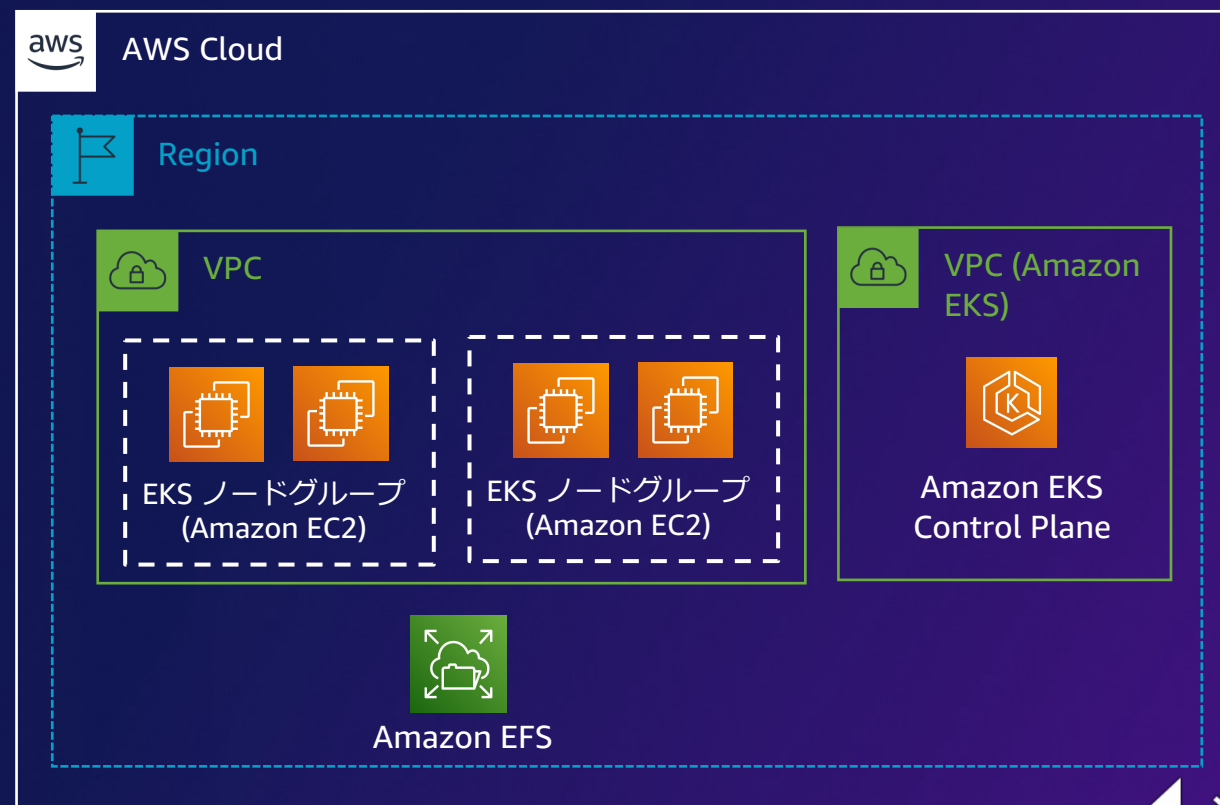 aws
AWS Cloud
Region
VPC
VPC (Amazon
EKS)
EKS ノードグループ
(Amazon EC2)
EKS ノードグループ
(Amazon EC2)
K
Amazon EKS
Control Plane
Amazon EFS